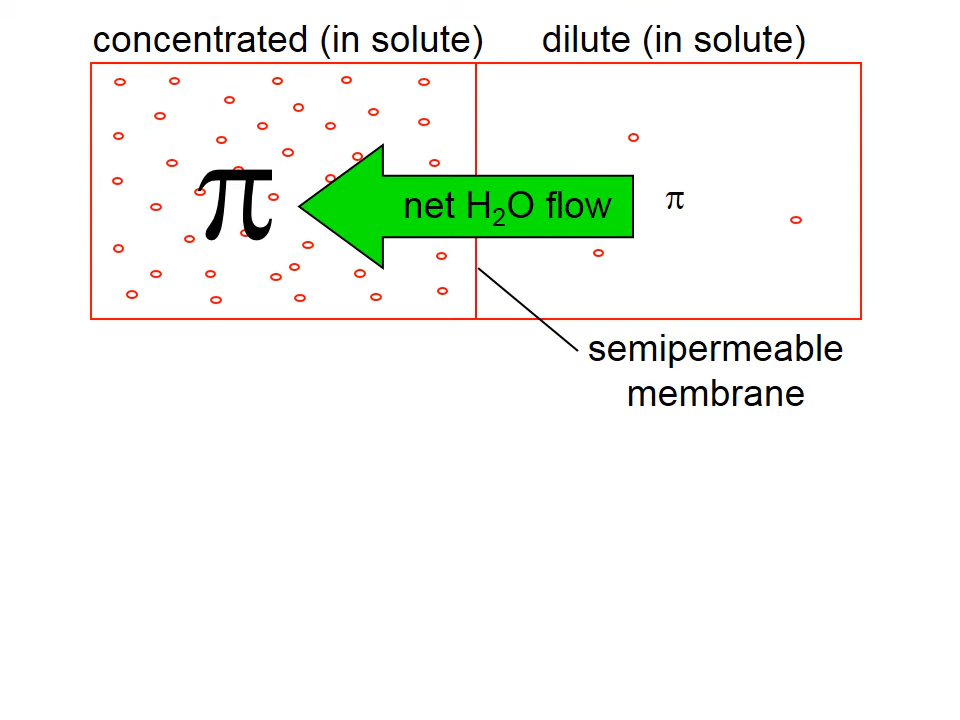 concentrated (in solute) dilute (in solute)
π net H₂O flow π
semipermeable
membrane